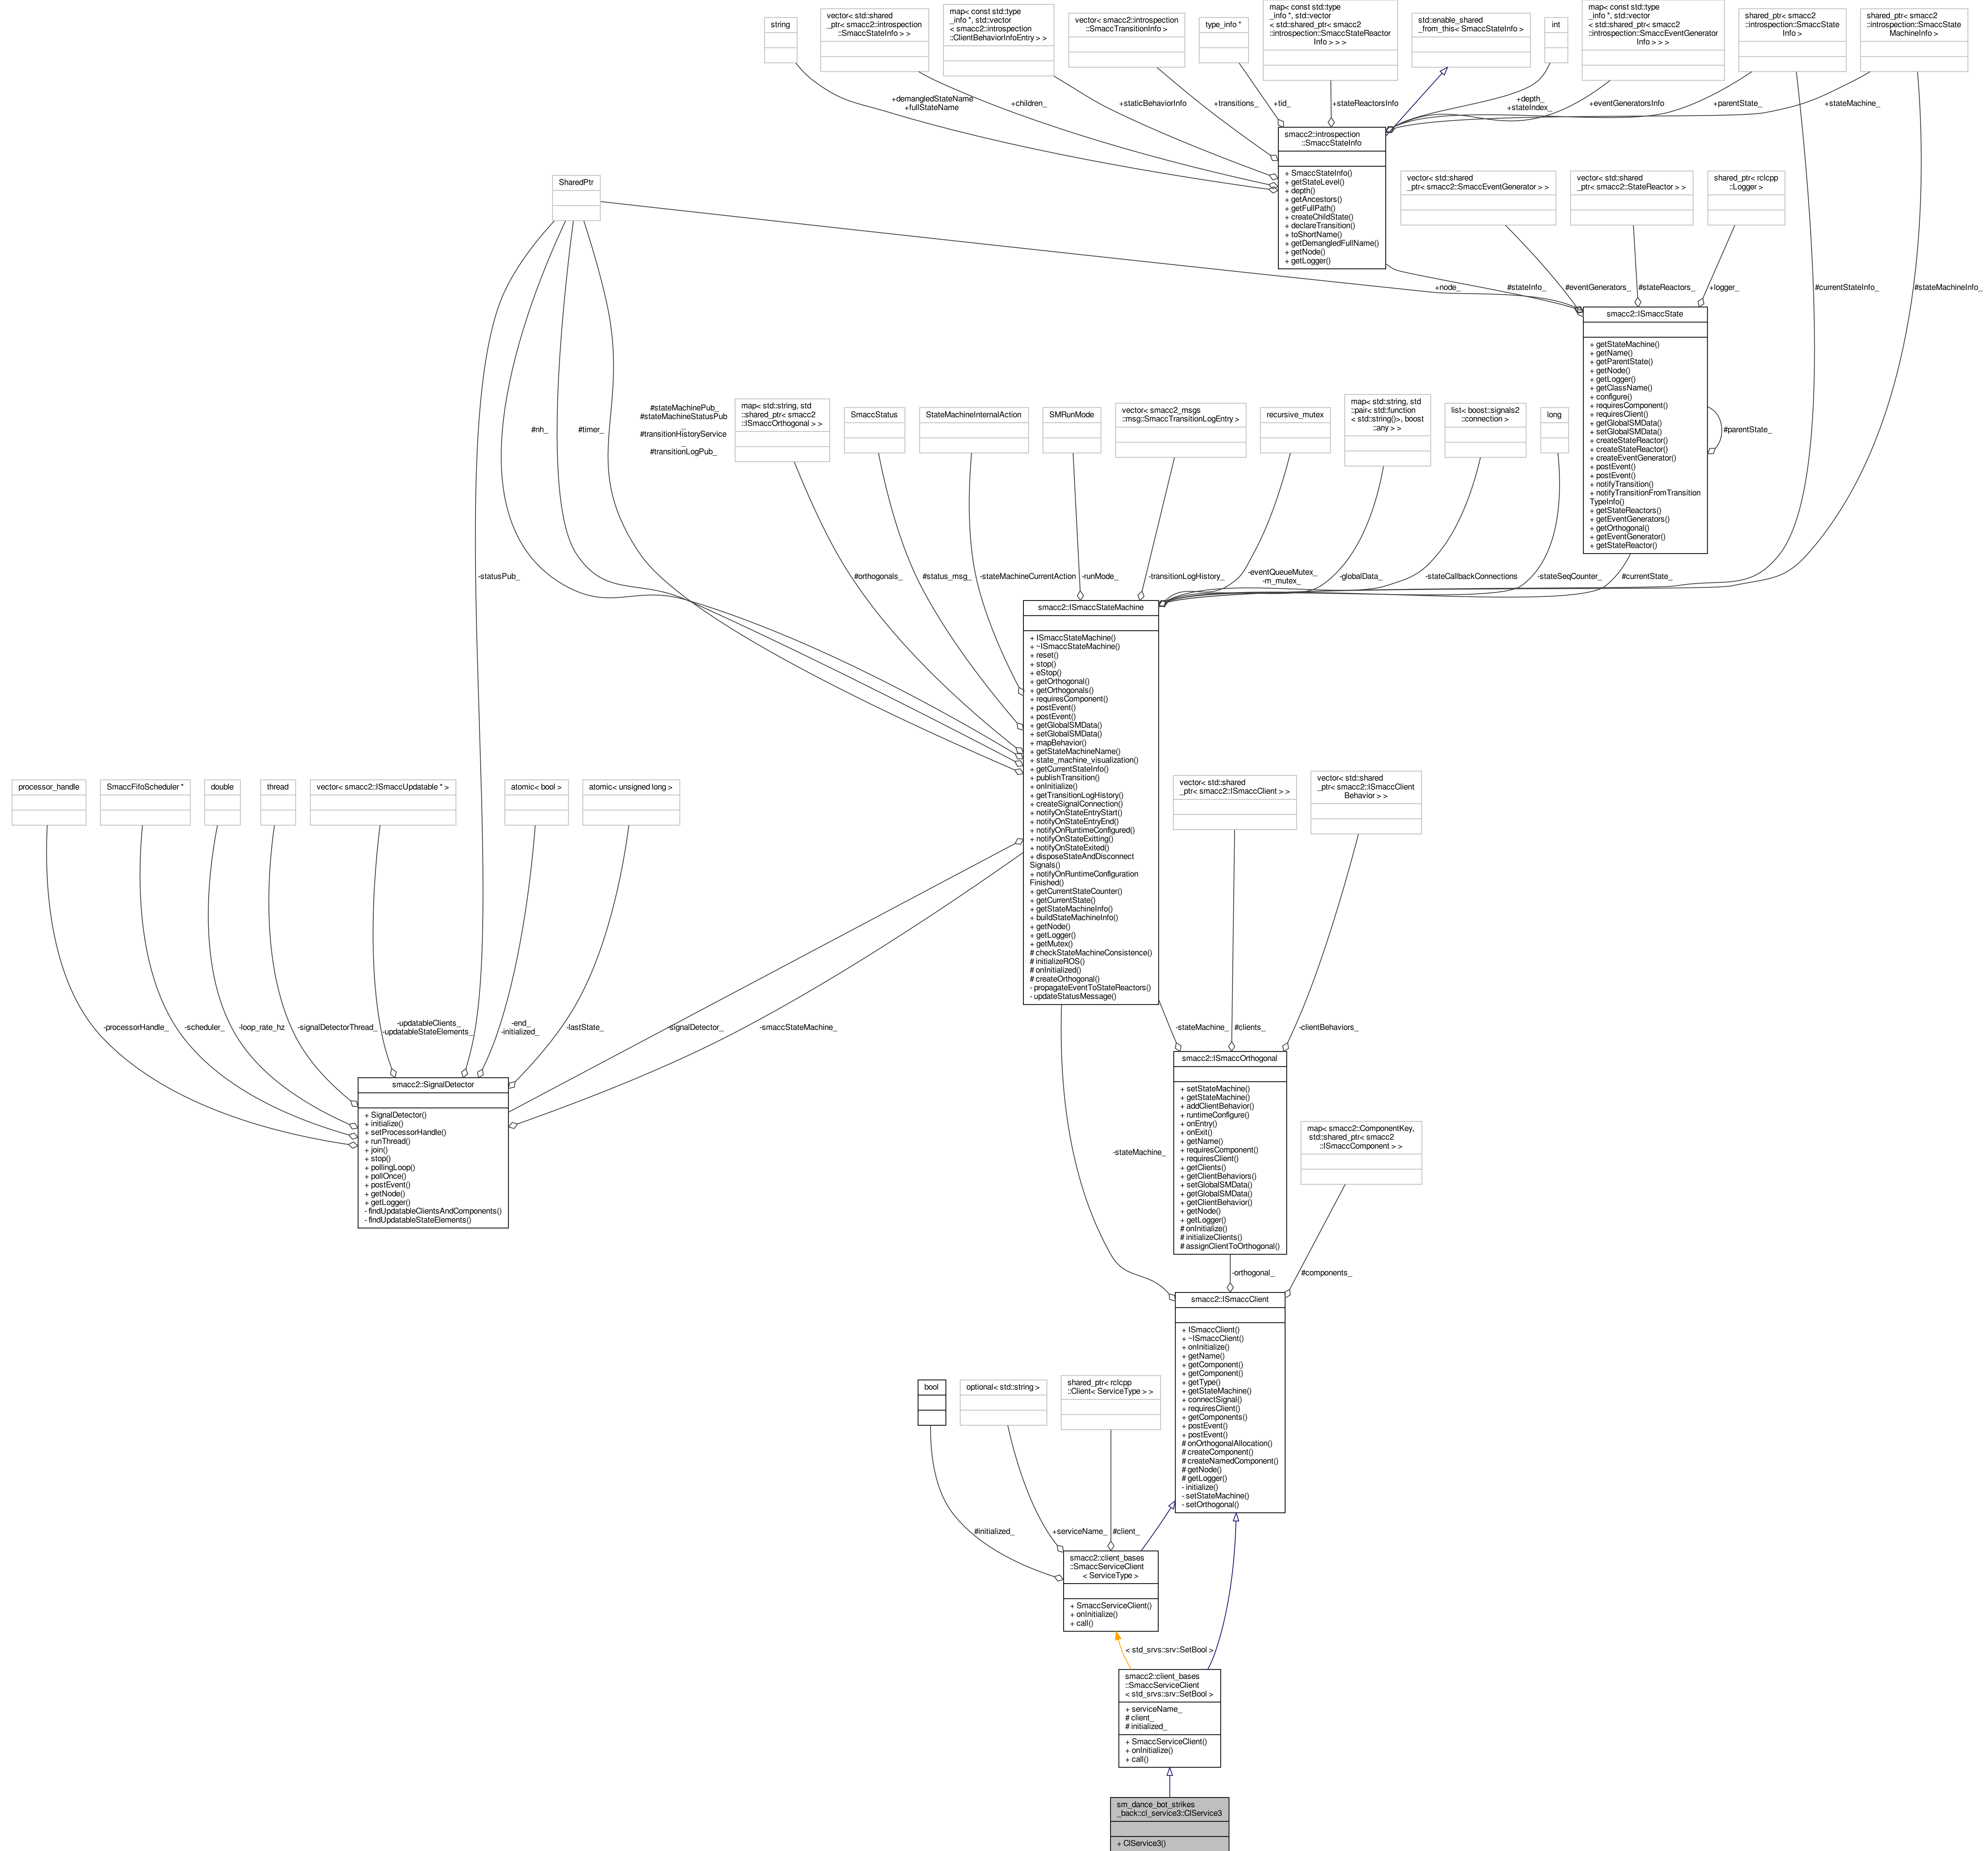 string
vector< std::shared
_ptr< smacc2::introspection
::SmaccStateInfo > >
map< const std::type
_info *, std::vector
< smacc2::introspection
::ClientBehaviorInfoEntry > >
vector< smacc2::introspection
::SmaccTransitionInfo >
type_info *
map< const std::type
_info *, std::vector
< std::shared_ptr< smacc2
::introspection::SmaccStateReactor
Info > > >
std::enable_shared
_from_this< SmaccStateInfo >
int
map< const std::type
_info *, std::vector
< std::shared_ptr< smacc2
::introspection::SmaccEventGenerator
Info > > >
shared_ptr< smacc2
::introspection::SmaccState
Info >
shared_ptr< smacc2
::introspection::SmaccState
MachineInfo >
+demangledStateName
+fullStateName
+children_
+staticBehaviorInfo
+transitions_
+tid_
+stateReactorsInfo
+depth_
+stateIndex_
+eventGeneratorsInfo
+parentState_
+stateMachine_
smacc2::introspection
::SmaccStateInfo
+ SmaccStateInfo()
+ getStateLevel()
+ depth()
+ getAncestors()
+ getFullPath()
+ createChildState()
+ declareTransition()
+ toShortName()
+ getDemangledFullName()
+ getNode()
+ getLogger()
SharedPtr
vector< std::shared
_ptr< smacc2::SmaccEventGenerator > >
vector< std::shared
_ptr< smacc2::StateReactor > >
shared_ptr< rclcpp
::Logger >
+node_
#stateInfo_
#eventGenerators_
#stateReactors_
+logger_
#currentStateInfo_
#stateMachineInfo_
smacc2::ISmaccState
+ getStateMachine()
+ getName()
+ getParentState()
+ getNode()
+ getLogger()
+ getClassName()
+ configure()
+ requiresComponent()
+ requiresClient()
+ getGlobalSMData()
+ setGlobalSMData()
+ createStateReactor()
+ createStateReactor()
+ createEventGenerator()
+ postEvent()
+ postEvent()
+ notifyTransition()
+ notifyTransitionFromTransition
TypeInfo()
+ getStateReactors()
+ getEventGenerators()
+ getOrthogonal()
+ getEventGenerator()
+ getStateReactor()
#parentState_
#nh_
#timer_
#stateMachinePub_
#stateMachineStatusPub
_
#transitionHistoryService
_
#transitionLogPub_
map< std::string, std
::shared_ptr< smacc2
::ISmaccOrthogonal > >
SmaccStatus
StateMachineInternalAction
SMRunMode
vector< smacc2_msgs
::msg::SmaccTransitionLogEntry >
recursive_mutex
map< std::string, std
::pair< std::function
< std::string()>, boost
::any > >
list< boost::signals2
::connection >
long
-statusPub_
#orthogonals_
#status_msg_
-stateMachineCurrentAction
-runMode_
-transitionLogHistory_
-eventQueueMutex_
-m_mutex_
-globalData_
-stateCallbackConnections
-stateSeqCounter_
#currentState_
smacc2::ISmaccStateMachine
+ ISmaccStateMachine()
+ ~ISmaccStateMachine()
+ reset()
+ stop()
+ eStop()
+ getOrthogonal()
+ getOrthogonals()
+ requiresComponent()
+ postEvent()
+ postEvent()
+ getGlobalSMData()
+ setGlobalSMData()
+ mapBehavior()
+ getStateMachineName()
+ state_machine_visualization()
+ getCurrentStateInfo()
+ publishTransition()
+ onInitialize()
+ getTransitionLogHistory()
+ createSignalConnection()
+ notifyOnStateEntryStart()
+ notifyOnStateEntryEnd()
+ notifyOnRuntimeConfigured()
+ notifyOnStateExitting()
+ notifyOnStateExited()
+ disposeStateAndDisconnect
Signals()
+ notifyOnRuntimeConfiguration
Finished()
+ getCurrentStateCounter()
+ getCurrentState()
+ getStateMachineInfo()
+ buildStateMachineInfo()
+ getNode()
+ getLogger()
+ getMutex()
# checkStateMachineConsistence()
# initializeROS()
# onInitialized()
# createOrthogonal()
- propagateEventToStateReactors()
- updateStatusMessage()
processor_handle
SmaccFifoScheduler *
double
thread
vector< smacc2::ISmaccUpdatable * >
atomic< bool >
atomic< unsigned long >
vector< std::shared
_ptr< smacc2::ISmaccClient > >
vector< std::shared
_ptr< smacc2::ISmaccClient
Behavior > >
-processorHandle_
-scheduler_
-loop_rate_hz
-signalDetectorThread_
-updatableClients_
-updatableStateElements_
-end_
-initialized_
-lastState_
-signalDetector_
-smaccStateMachine_
-stateMachine_
#clients_
-clientBehaviors_
smacc2::SignalDetector
+ SignalDetector()
+ initialize()
+ setProcessorHandle()
+ runThread()
+ join()
+ stop()
+ pollingLoop()
+ pollOnce()
+ postEvent()
+ getNode()
+ getLogger()
- findUpdatableClientsAndComponents()
- findUpdatableStateElements()
smacc2::ISmaccOrthogonal
+ setStateMachine()
+ getStateMachine()
+ addClientBehavior()
+ runtimeConfigure()
+ onEntry()
+ onExit()
+ getName()
+ requiresComponent()
+ requiresClient()
+ getClients()
+ getClientBehaviors()
+ setGlobalSMData()
+ getGlobalSMData()
+ getClientBehavior()
+ getNode()
+ getLogger()
# onInitialize()
# initializeClients()
# assignClientToOrthogonal()
map< smacc2::ComponentKey,
std::shared_ptr< smacc2
::ISmaccComponent > >
-stateMachine_
-orthogonal_
#components_
smacc2::ISmaccClient
+ ISmaccClient()
+ ~ISmaccClient()
+ onInitialize()
+ getName()
+ getComponent()
+ getComponent()
+ getType()
+ getStateMachine()
+ connectSignal()
+ requiresClient()
+ getComponents()
+ postEvent()
+ postEvent()
# onOrthogonalAllocation()
# createComponent()
# createNamedComponent()
# getNode()
# getLogger()
- initialize()
- setStateMachine()
- setOrthogonal()
bool
optional< std::string >
shared_ptr< rclcpp
::Client< ServiceType > >
#initialized_
+serviceName_
#client_
smacc2::client_bases
::SmaccServiceClient
< ServiceType >
+ SmaccServiceClient()
+ onInitialize()
+ call()
< std_srvs::srv::SetBool >
smacc2::client_bases
::SmaccServiceClient
< std_srvs::srv::SetBool >
+ serviceName_
# client_
# initialized_
+ SmaccServiceClient()
+ onInitialize()
+ call()
sm_dance_bot_strikes
_back::cl_service3::ClService3
+ ClService3()